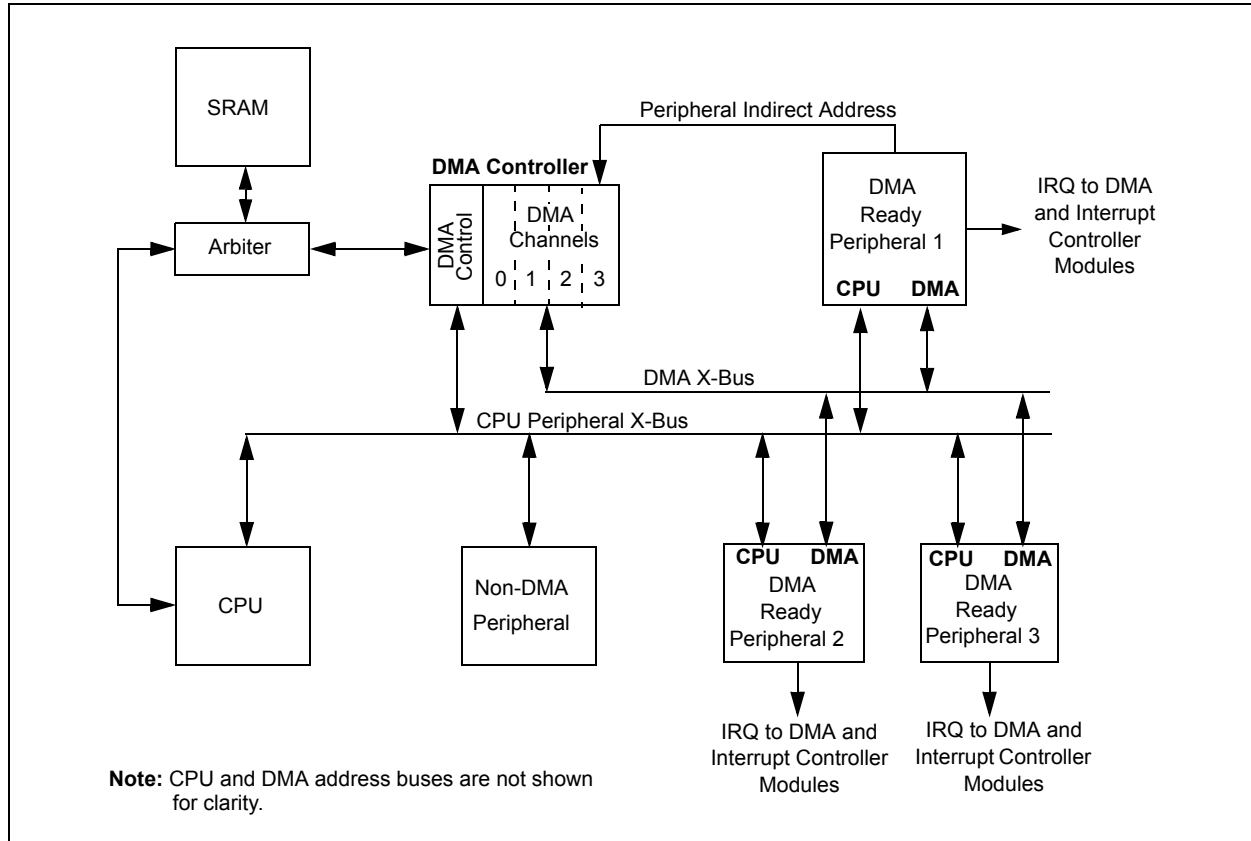 SRAM
Peripheral Indirect Address
DMA Controller
DMA
Control
DMA
Channels
0 1 2 3
Arbiter
DMA
Ready
Peripheral 1
CPU DMA
IRQ to DMA
and Interrupt
Controller
Modules
DMA X-Bus
CPU Peripheral X-Bus
CPU
Non-DMA
Peripheral
CPU DMA
DMA
Ready
Peripheral 2
CPU DMA
DMA
Ready
Peripheral 3
IRQ to DMA and
Interrupt Controller
Modules
IRQ to DMA and
Interrupt Controller
Modules
Note: CPU and DMA address buses are not shown
for clarity.